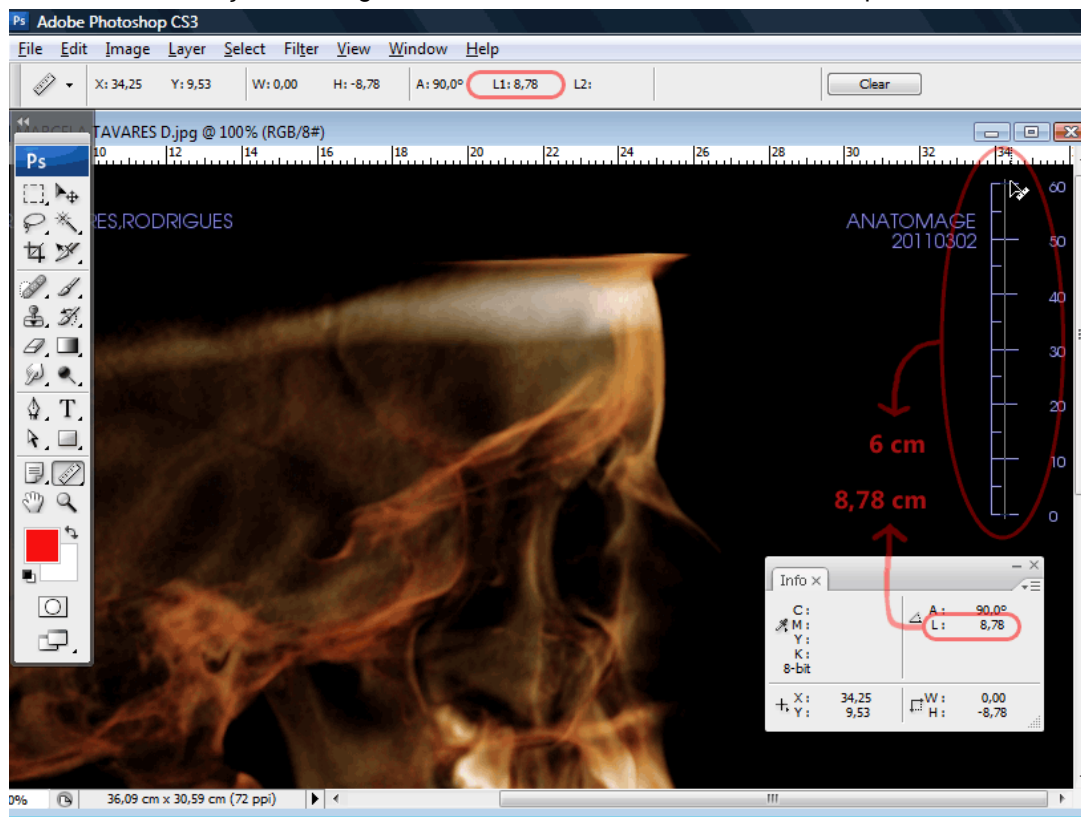 Ps Adobe Photoshop CS3
File Edit Image Layer Select Filter View Window Help
X: 34,25 Y: 9,53 W: 0,00 H: -8,78 A: 90,0º L1: 8,78 L2: Clear
TAVARES D.jpg @ 100% (RGB/8#)
Ps
10 12 14 16 18 20 22 24 26 28 30 32 34
RES,RODRIGUES
ANATOMAGE
20110302
60
50
40
30
20
10
0
6 cm
8,78 cm
T
Info ×
C :
M :
Y :
K :
8-bit
A : 90,0º
L : 8,78
X : 34,25
Y : 9,53
W : 0,00
H : -8,78
0% 36,09 cm x 30,59 cm (72 ppi)